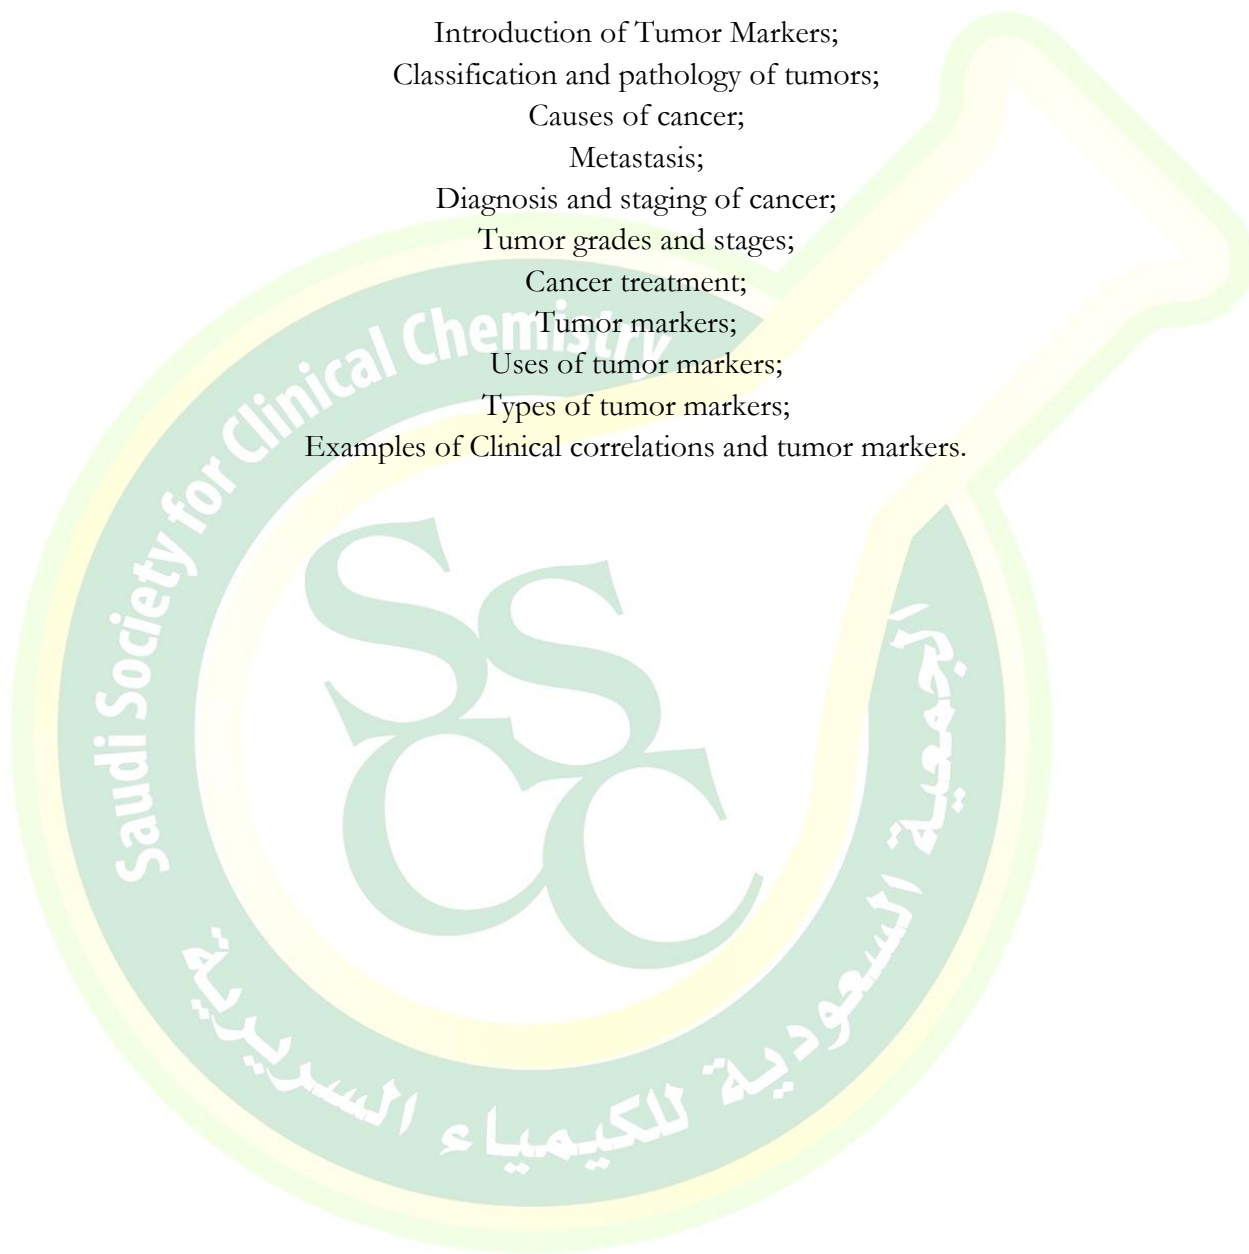 Introduction of Tumor Markers;
Classification and pathology of tumors;
Causes of cancer;
Metastasis;
Diagnosis and staging of cancer;
Tumor grades and stages;
Cancer treatment;
Tumor markers;
Uses of tumor markers;
Types of tumor markers;
Examples of Clinical correlations and tumor markers.
Saudi Society for Clinical Chemistry
SS
CC
الجمعية السعودية للكيمياء السريرية